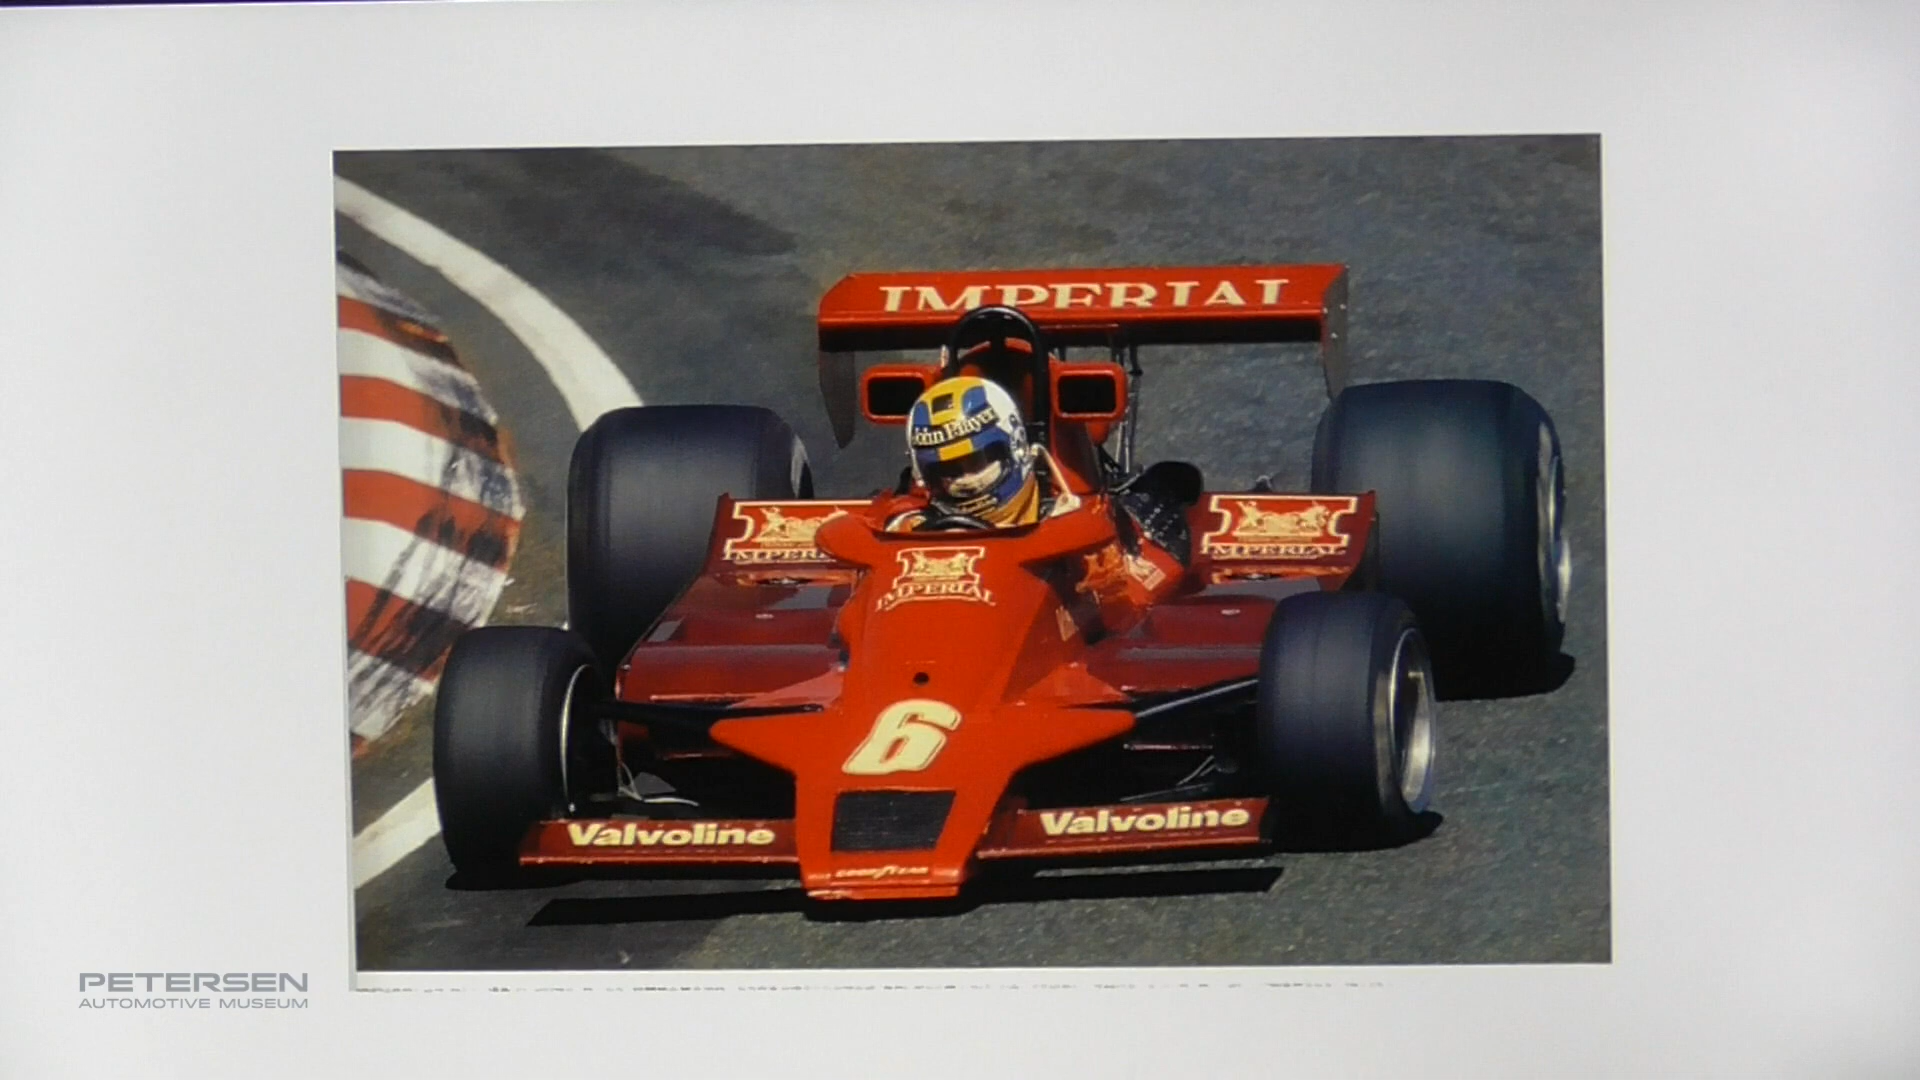 IMPERIAL
John Player
IMPERIAL
IMPERIAL
IMPERIAL
6
Valvoline
Valvoline
GOODYEAR
PETERSEN
AUTOMOTIVE MUSEUM